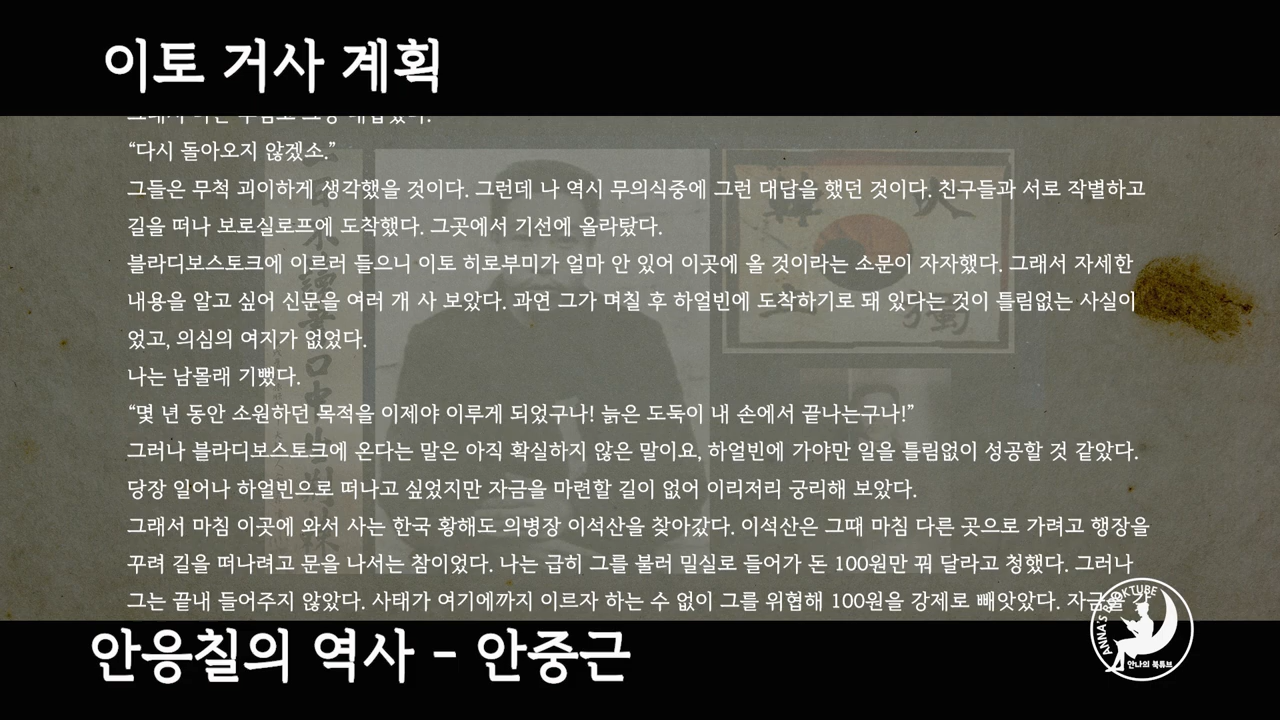 이토 거사 계획
“다시 돌아오지 않겠소.”
그들은 무척 괴이하게 생각했을 것이다. 그런데 나 역시 무의식중에 그런 대답을 했던 것이다. 친구들과 서로 작별하고
길을 떠나 보로실로프에 도착했다. 그곳에서 기선에 올라탔다.
블라디보스토크에 이르러 들으니 이토 히로부미가 얼마 안 있어 이곳에 올 것이라는 소문이 자자했다. 그래서 자세한
내용을 알고 싶어 신문을 여러 개 사 보았다. 과연 그가 며칠 후 하얼빈에 도착하기로 돼 있다는 것이 틀림없는 사실이
었고, 의심의 여지가 없었다.
나는 남몰래 기뻤다.
“몇 년 동안 소원하던 목적을 이제야 이루게 되었구나! 늙은 도둑이 내 손에서 끝나는구나!”
그러나 블라디보스토크에 온다는 말은 아직 확실하지 않은 말이요, 하얼빈에 가야만 일을 틀림없이 성공할 것 같았다.
당장 일어나 하얼빈으로 떠나고 싶었지만 자금을 마련할 길이 없어 이리저리 궁리해 보았다.
그래서 마침 이곳에 와서 사는 한국 황해도 의병장 이석산을 찾아갔다. 이석산은 그때 마침 다른 곳으로 가려고 행장을
꾸려 길을 떠나려고 문을 나서는 참이었다. 나는 급히 그를 불러 밀실로 들어가 돈 100원만 꿔 달라고 청했다. 그러나
그는 끝내 들어주지 않았다. 사태가 여기에까지 이르자 하는 수 없이 그를 위협해 100원을 강제로 빼앗았다. 자금을
ANNA'S BOOKTUBE
안나의 북튜브
안응칠의 역사 - 안중근